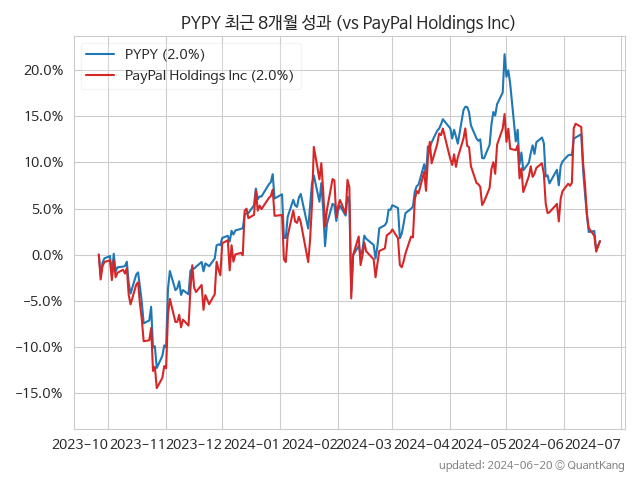 PYPY 최근 8개월 성과 (vs PayPal Holdings Inc)
PYPY (2.0%)
PayPal Holdings Inc (2.0%)
20.0%
15.0%
10.0%
5.0%
0.0%
−5.0%
−10.0%
−15.0%
2023-10 2023-11 2023-12 2024-01 2024-02 2024-03 2024-04 2024-05 2024-06 2024-07
updated: 2024-06-20 © QuantKang